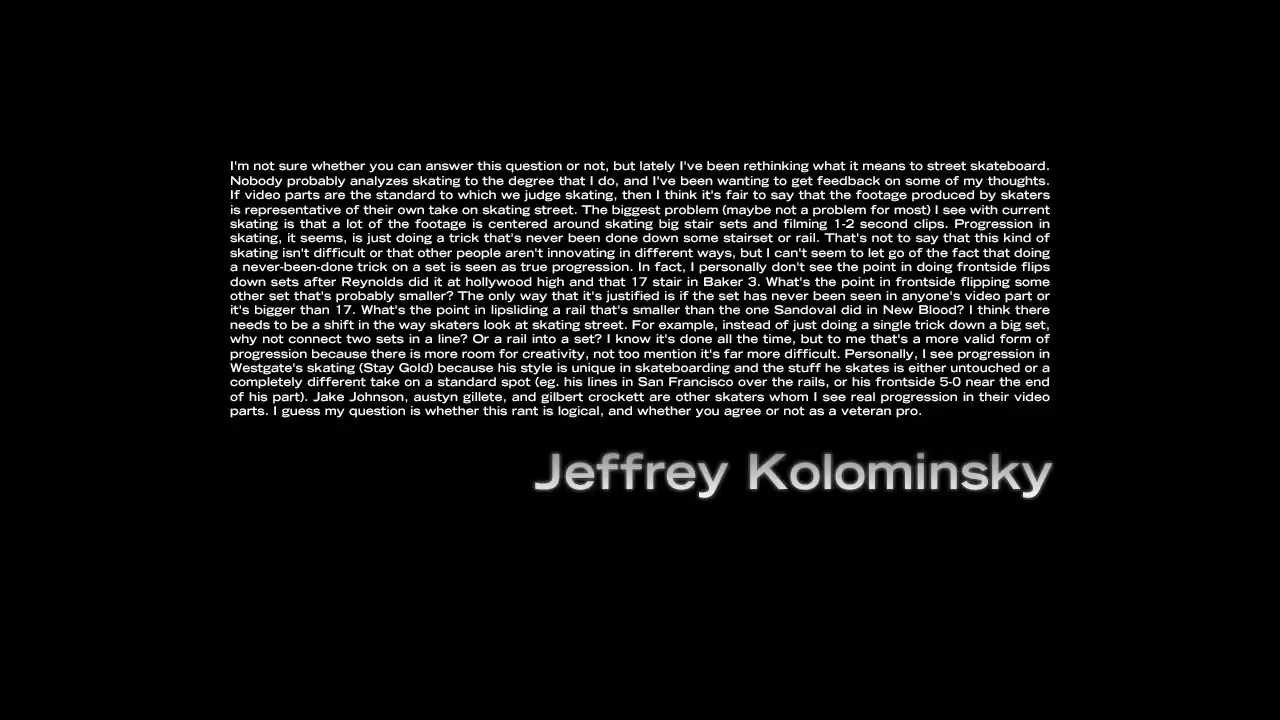 I'm not sure whether you can answer this question or not, but lately I've been rethinking what it means to street skateboard.
Nobody probably analyzes skating to the degree that I do, and I've been wanting to get feedback on some of my thoughts.
If video parts are the standard to which we judge skating, then I think it's fair to say that the footage produced by skaters
is representative of their own take on skating street. The biggest problem (maybe not a problem for most) I see with current
skating is that a lot of the footage is centered around skating big stair sets and filming 1-2 second clips. Progression in
skating, it seems, is just doing a trick that's never been done down some stairset or rail. That's not to say that this kind of
skating isn't difficult or that other people aren't innovating in different ways, but I can't seem to let go of the fact that doing
a never-been-done trick on a set is seen as true progression. In fact, I personally don't see the point in doing frontside flips
down sets after Reynolds did it at hollywood high and that 17 stair in Baker 3. What's the point in frontside flipping some
other set that's probably smaller? The only way that it's justified is if the set has never been seen in anyone's video part or
it's bigger than 17. What's the point in lipsliding a rail that's smaller than the one Sandoval did in New Blood? I think there
needs to be a shift in the way skaters look at skating street. For example, instead of just doing a single trick down a big set,
why not connect two sets in a line? Or a rail into a set? I know it's done all the time, but to me that's a more valid form of
progression because there is more room for creativity, not too mention it's far more difficult. Personally, I see progression in
Westgate's skating (Stay Gold) because his style is unique in skateboarding and the stuff he skates is either untouched or a
completely different take on a standard spot (eg. his lines in San Francisco over the rails, or his frontside 5-0 near the end
of his part). Jake Johnson, austyn gillete, and gilbert crockett are other skaters whom I see real progression in their video
parts. I guess my question is whether this rant is logical, and whether you agree or not as a veteran pro.
Jeffrey Kolominsky